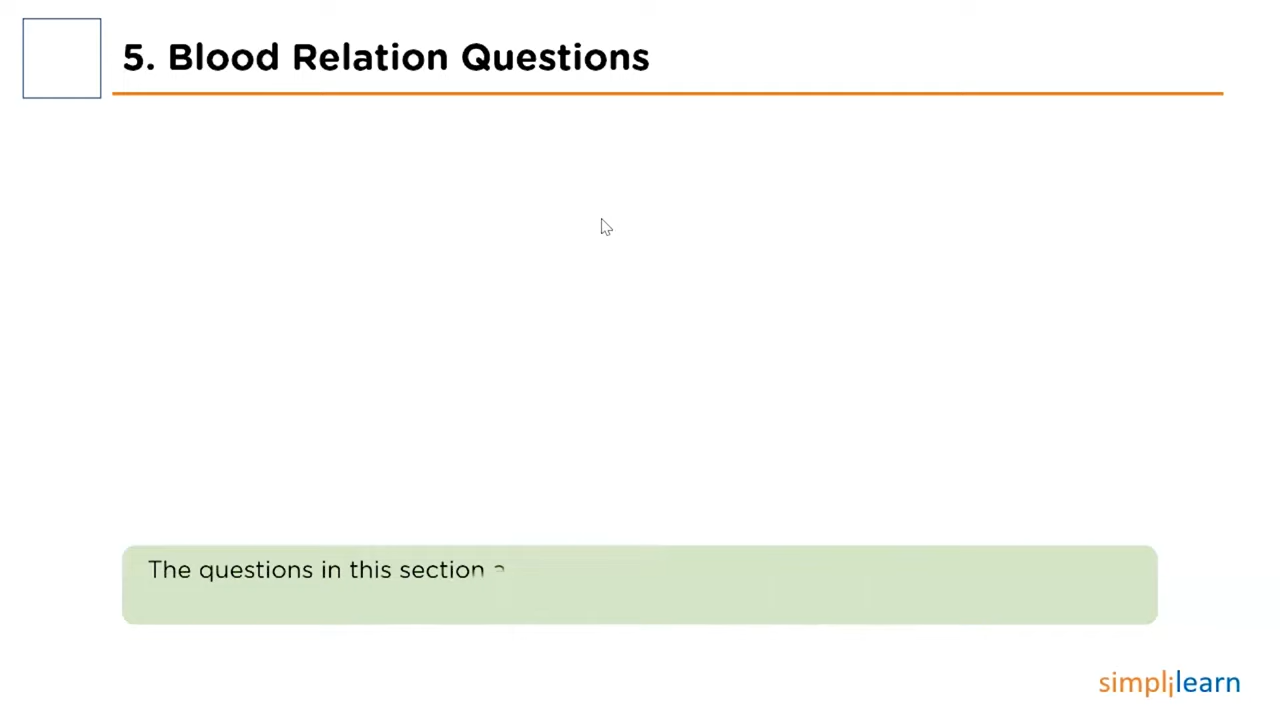 5. Blood Relation Questions
The questions in this section
simplilearn